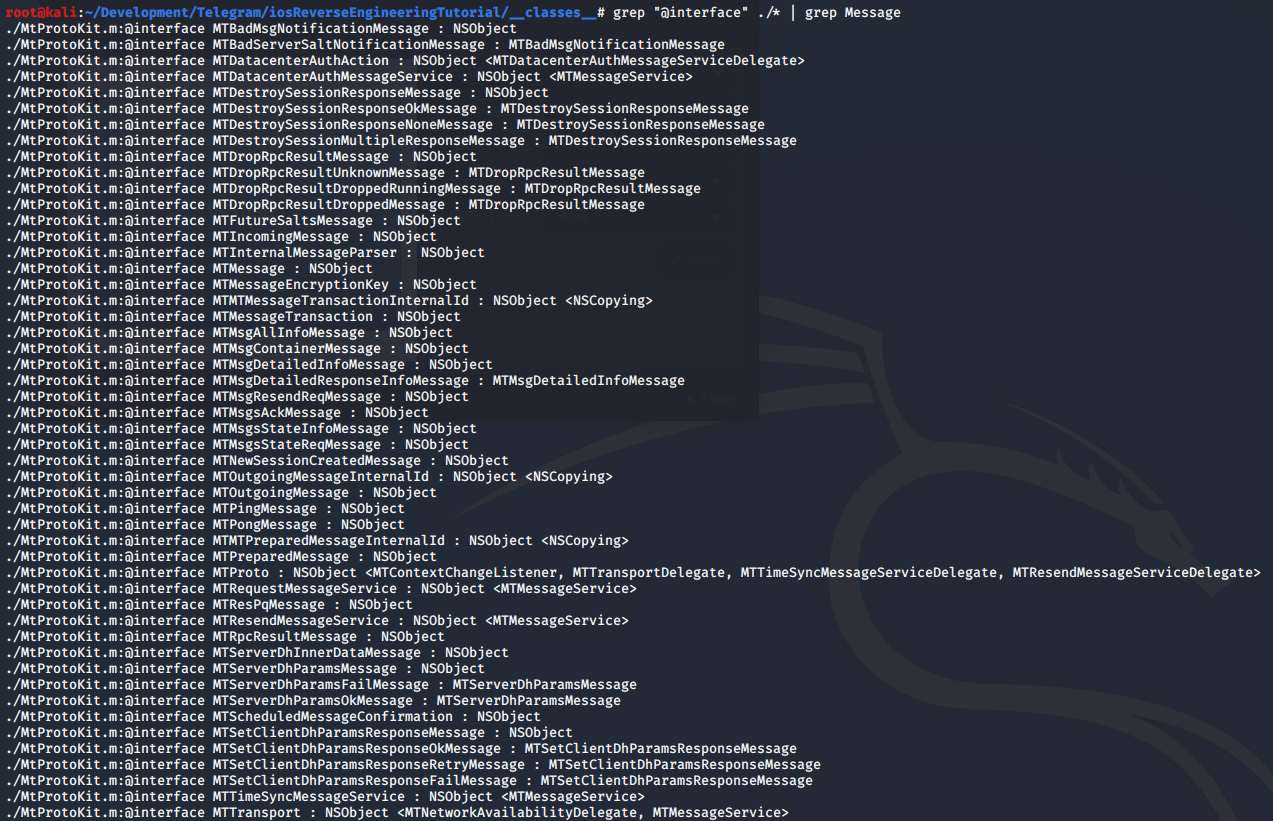 root@kali:~/Development/Telegram/iosReverseEngineeringTutorial/__classes__# grep "@interface" ./* | grep Message
./MtProtoKit.m:@interface MTBadMsgNotificationMessage : NSObject
./MtProtoKit.m:@interface MTBadServerSaltNotificationMessage : MTBadMsgNotificationMessage
./MtProtoKit.m:@interface MTDatacenterAuthAction : NSObject <MTDatacenterAuthMessageServiceDelegate>
./MtProtoKit.m:@interface MTDatacenterAuthMessageService : NSObject <MTMessageService>
./MtProtoKit.m:@interface MTDestroySessionResponseMessage : NSObject
./MtProtoKit.m:@interface MTDestroySessionResponseOkMessage : MTDestroySessionResponseMessage
./MtProtoKit.m:@interface MTDestroySessionResponseNoneMessage : MTDestroySessionResponseMessage
./MtProtoKit.m:@interface MTDestroySessionMultipleResponseMessage : MTDestroySessionResponseMessage
./MtProtoKit.m:@interface MTDropRpcResultMessage : NSObject
./MtProtoKit.m:@interface MTDropRpcResultUnknownMessage : MTDropRpcResultMessage
./MtProtoKit.m:@interface MTDropRpcResultDroppedRunningMessage : MTDropRpcResultMessage
./MtProtoKit.m:@interface MTDropRpcResultDroppedMessage : MTDropRpcResultMessage
./MtProtoKit.m:@interface MTFutureSaltsMessage : NSObject
./MtProtoKit.m:@interface MTIncomingMessage : NSObject
./MtProtoKit.m:@interface MTInternalMessageParser : NSObject
./MtProtoKit.m:@interface MTMessage : NSObject
./MtProtoKit.m:@interface MTMessageEncryptionKey : NSObject
./MtProtoKit.m:@interface MTMTMessageTransactionInternalId : NSObject <NSCopying>
./MtProtoKit.m:@interface MTMessageTransaction : NSObject
./MtProtoKit.m:@interface MTMsgAllInfoMessage : NSObject
./MtProtoKit.m:@interface MTMsgContainerMessage : NSObject
./MtProtoKit.m:@interface MTMsgDetailedInfoMessage : NSObject
./MtProtoKit.m:@interface MTMsgDetailedResponseInfoMessage : MTMsgDetailedInfoMessage
./MtProtoKit.m:@interface MTMsgResendReqMessage : NSObject
./MtProtoKit.m:@interface MTMsgsAckMessage : NSObject
./MtProtoKit.m:@interface MTMsgsStateInfoMessage : NSObject
./MtProtoKit.m:@interface MTMsgsStateReqMessage : NSObject
./MtProtoKit.m:@interface MTNewSessionCreatedMessage : NSObject
./MtProtoKit.m:@interface MTOutgoingMessageInternalId : NSObject <NSCopying>
./MtProtoKit.m:@interface MTOutgoingMessage : NSObject
./MtProtoKit.m:@interface MTPingMessage : NSObject
./MtProtoKit.m:@interface MTPongMessage : NSObject
./MtProtoKit.m:@interface MTMTPreparedMessageInternalId : NSObject <NSCopying>
./MtProtoKit.m:@interface MTPreparedMessage : NSObject
./MtProtoKit.m:@interface MTProto : NSObject <MTContextChangeListener, MTTransportDelegate, MTTimeSyncMessageServiceDelegate, MTResendMessageServiceDelegate>
./MtProtoKit.m:@interface MTRequestMessageService : NSObject <MTMessageService>
./MtProtoKit.m:@interface MTResPqMessage : NSObject
./MtProtoKit.m:@interface MTResendMessageService : NSObject <MTMessageService>
./MtProtoKit.m:@interface MTRpcResultMessage : NSObject
./MtProtoKit.m:@interface MTServerDhInnerDataMessage : NSObject
./MtProtoKit.m:@interface MTServerDhParamsMessage : NSObject
./MtProtoKit.m:@interface MTServerDhParamsFailMessage : MTServerDhParamsMessage
./MtProtoKit.m:@interface MTServerDhParamsOkMessage : MTServerDhParamsMessage
./MtProtoKit.m:@interface MTScheduledMessageConfirmation : NSObject
./MtProtoKit.m:@interface MTSetClientDhParamsResponseMessage : NSObject
./MtProtoKit.m:@interface MTSetClientDhParamsResponseOkMessage : MTSetClientDhParamsResponseMessage
./MtProtoKit.m:@interface MTSetClientDhParamsResponseRetryMessage : MTSetClientDhParamsResponseMessage
./MtProtoKit.m:@interface MTSetClientDhParamsResponseFailMessage : MTSetClientDhParamsResponseMessage
./MtProtoKit.m:@interface MTTimeSyncMessageService : NSObject <MTMessageService>
./MtProtoKit.m:@interface MTTransport : NSObject <MTNetworkAvailabilityDelegate, MTMessageService>